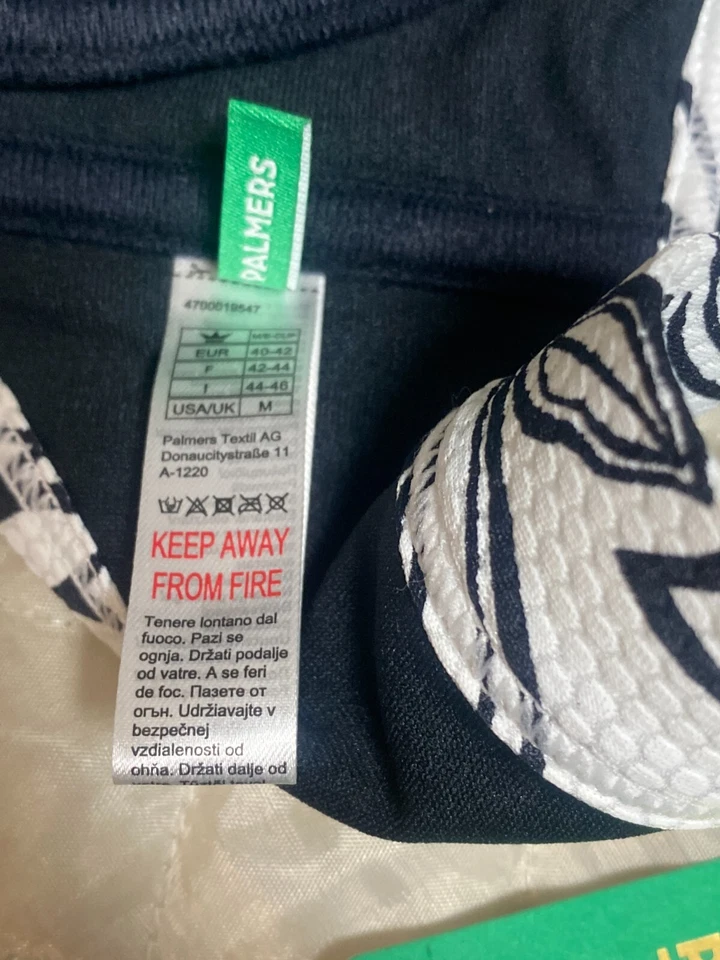 PALMERS
4700019547
M/B-CUP
EUR 40-42
F 42-44
I 44-46
USA/UK M
Palmers Textil AG
Donaucitystraße 11
A-1220
KEEP AWAY
FROM FIRE
Tenere lontano dal
fuoco. Pazi se
ognja. Držati podalje
od vatre. A se feri
de foc. Пазете от
огън. Udržiavajte v
bezpečnej
vzdialenosti od
ohňa. Držati dalje od